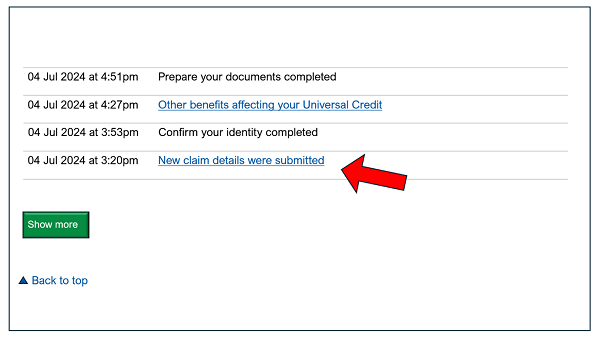 04 Jul 2024 at 4:51pm Prepare your documents completed
04 Jul 2024 at 4:27pm Other benefits affecting your Universal Credit
04 Jul 2024 at 3:53pm Confirm your identity completed
04 Jul 2024 at 3:20pm New claim details were submitted
Show more
Back to top